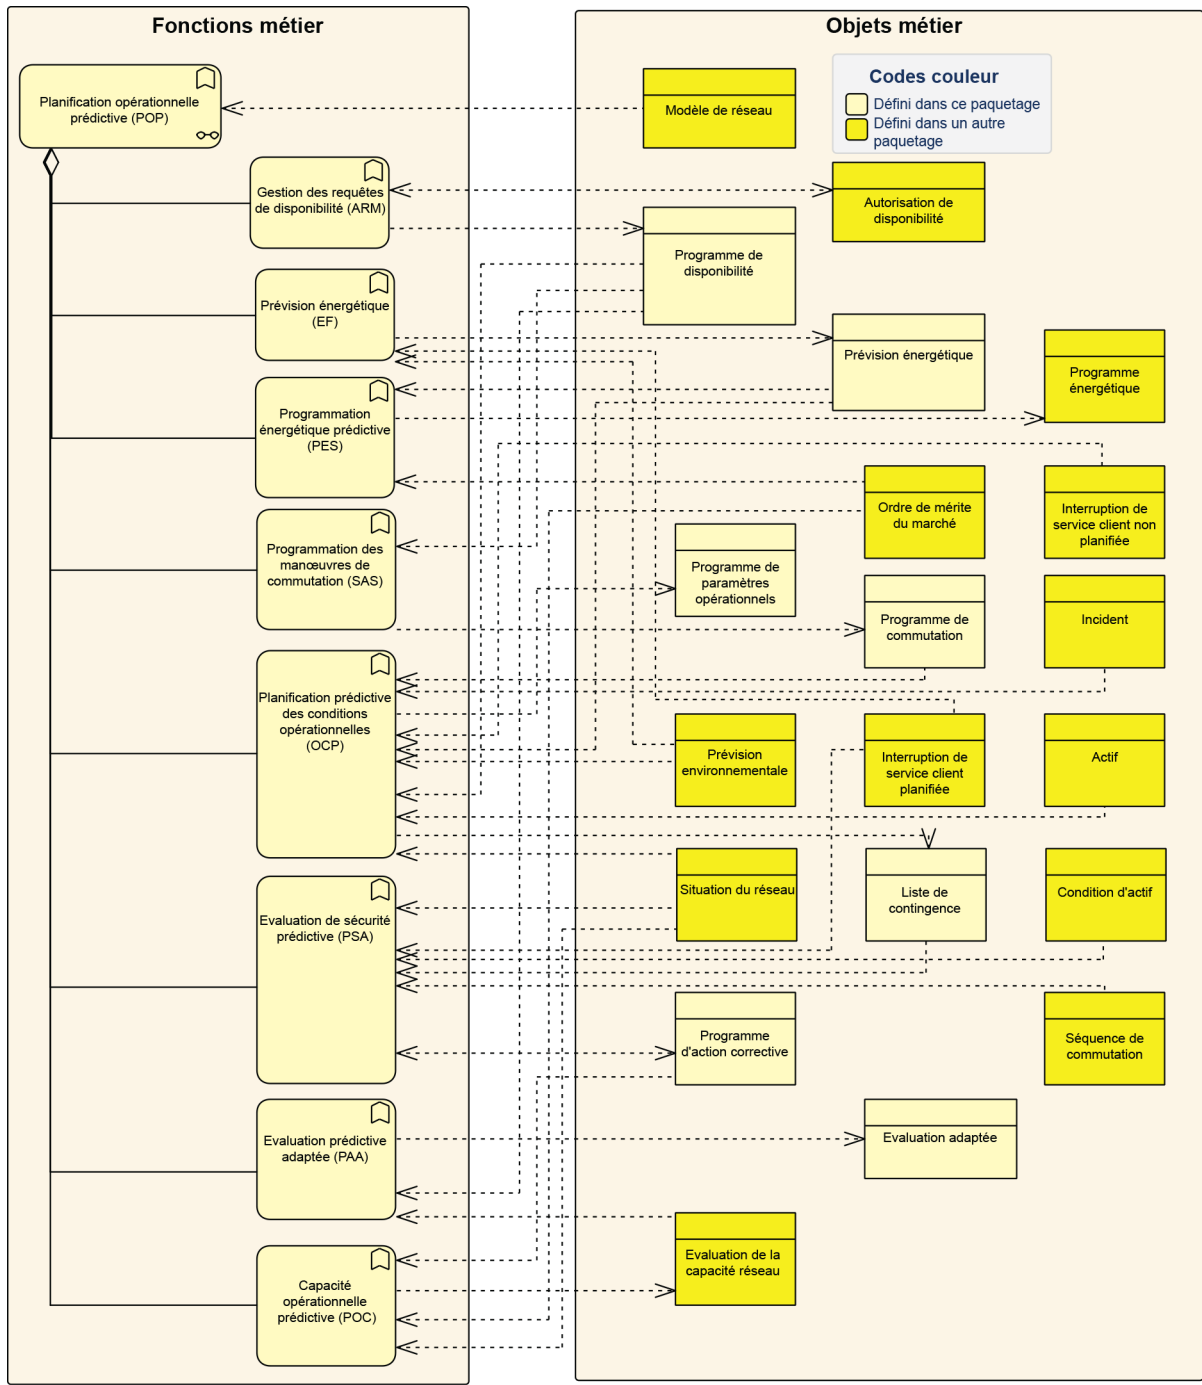 Fonctions métier
Planification opérationnelle
prédictive (POP)
Gestion des requêtes
de disponibilité (ARM)
Prévision énergétique
(EF)
Programmation
énergétique prédictive
(PES)
Programmation des
manœuvres de
commutation (SAS)
Planification prédictive
des conditions
opérationnelles
(OCP)
Evaluation de sécurité
prédictive (PSA)
Evaluation prédictive
adaptée (PAA)
Capacité
opérationnelle
prédictive (POC)
Objets métier
Codes couleur
Défini dans ce paquetage
Défini dans un autre
paquetage
Modèle de réseau
Autorisation de
disponibilité
Programme de
disponibilité
Prévision énergétique
Programme
énergétique
Ordre de mérite
du marché
Interruption de
service client non
planifiée
Programme de
paramètres
opérationnels
Programme de
commutation
Incident
Prévision
environnementale
Interruption de
service client
planifiée
Actif
Situation du réseau
Liste de
contingence
Condition d'actif
Programme
d'action corrective
Séquence de
commutation
Evaluation adaptée
Evaluation de la
capacité réseau